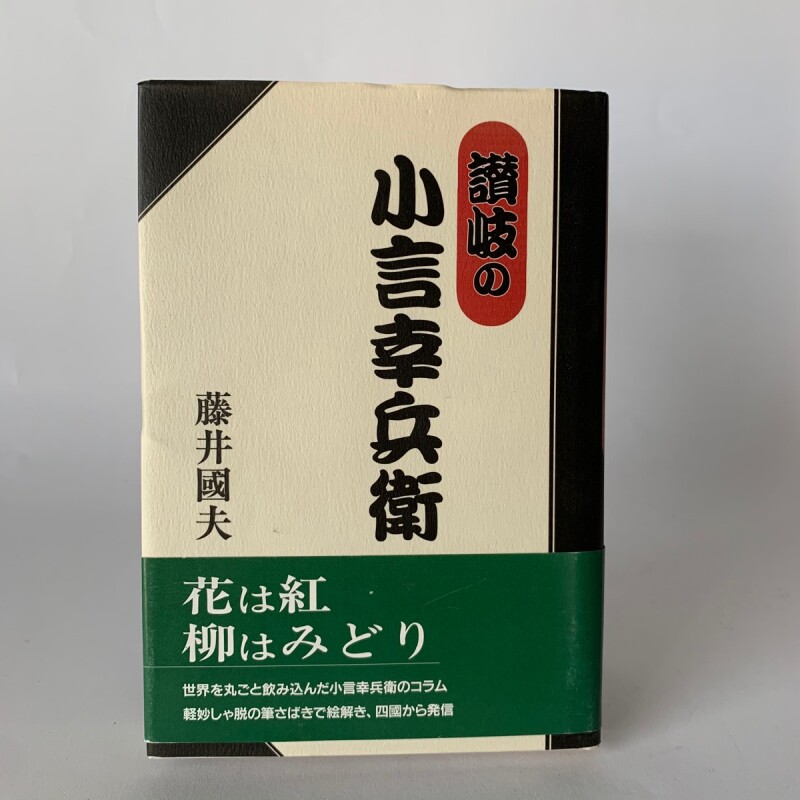 讃岐の
小言幸兵衛
藤井國夫
花は紅
柳はみどり
世界を丸ごと飲み込んだ小言幸兵衛のコラム
軽妙しゃ脱の筆さばきで絵解き、四國から発信